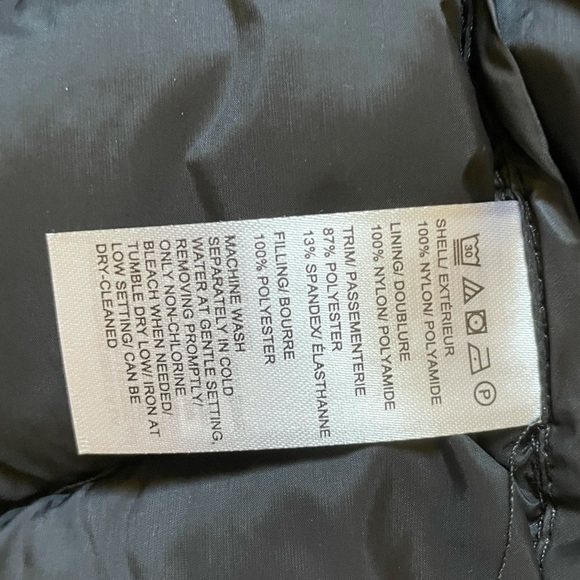 30 P
SHELL/ EXTÉRIEUR
100% NYLON/ POLYAMIDE
LINING/ DOUBLURE
100% NYLON/POLYAMIDE
TRIM/ PASSEMENTERIE
87% POLYESTER
13% SPANDEX/ ÉLASTHANNE
FILLING/ BOURRE
100% POLYESTER
MACHINE WASH
SEPARATELY IN COLD
WATER AT GENTLE SETTING,
REMOVING PROMPTLY/
ONLY NON-CHLORINE
BLEACH WHEN NEEDED/
TUMBLE DRY LOW/ IRON AT
LOW SETTING/ CAN BE
DRY-CLEANED